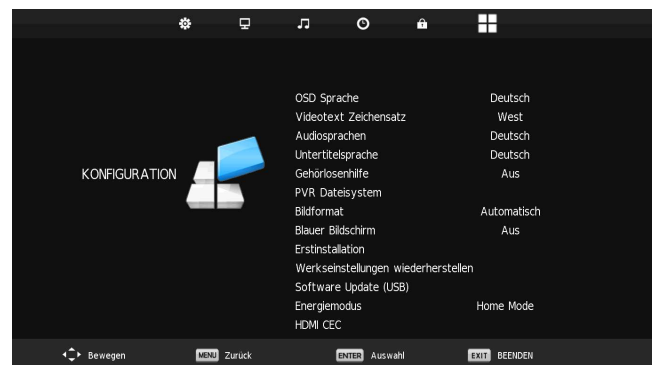 OSD Sprache Deutsch
Videotext Zeichensatz West
Audiosprachen Deutsch
Untertitelsprache Deutsch
KONFIGURATION
Gehörlosenhilfe Aus
PVR Dateisystem
Bildformat Automatisch
Blauer Bildschirm Aus
Erstinstallation
Werkseinstellungen wiederherstellen
Software Update (USB)
Energiemodus Home Mode
HDMI CEC
Bewegen MENU Zurück ENTER Auswahl EXIT BEENDEN